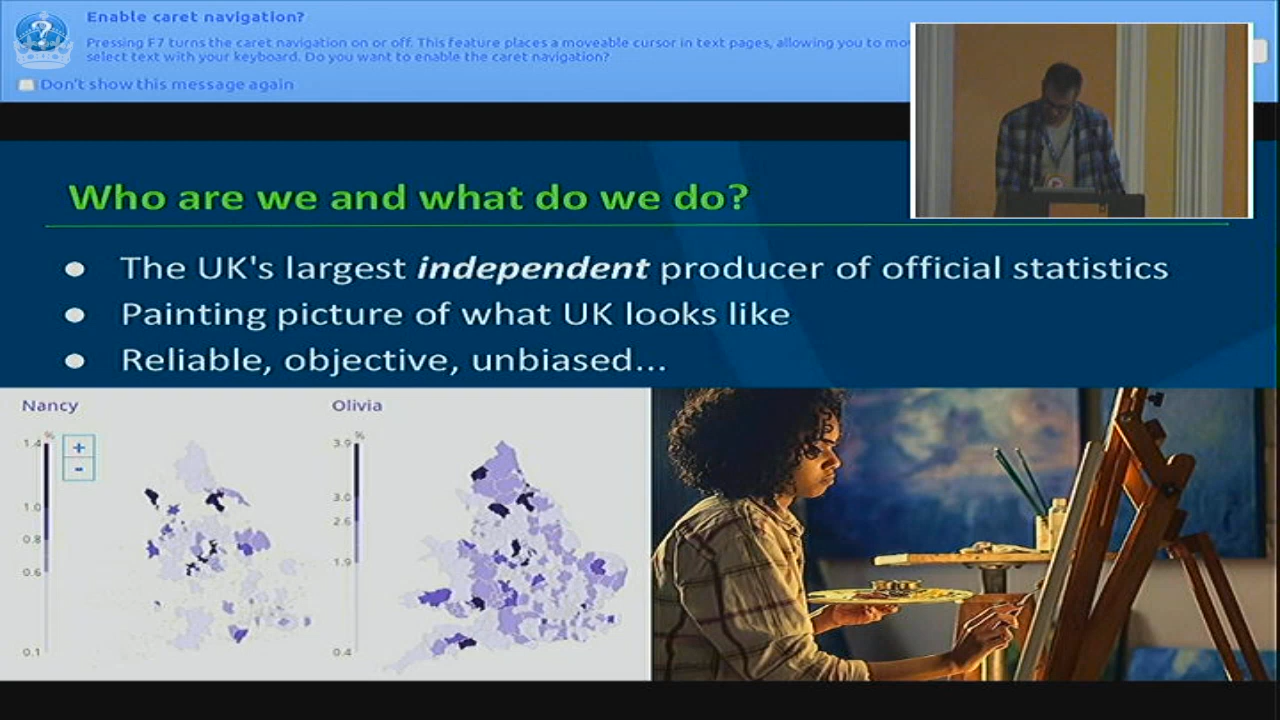 Enable caret navigation?
Pressing F7 turns the caret navigation on or off. This feature places a moveable cursor in text pages, allowing you to
select text with your keyboard. Do you want to enable the caret navigation?
Don't show this message again
Who are we and what do we do?
● The UK's largest independent producer of official statistics
● Painting picture of what UK looks like
● Reliable, objective, unbiased...
Nancy
%
1.4
1.0
0.8
0.6
0.1
+
-
Olivia
%
3.9
3.0
2.6
1.9
0.4